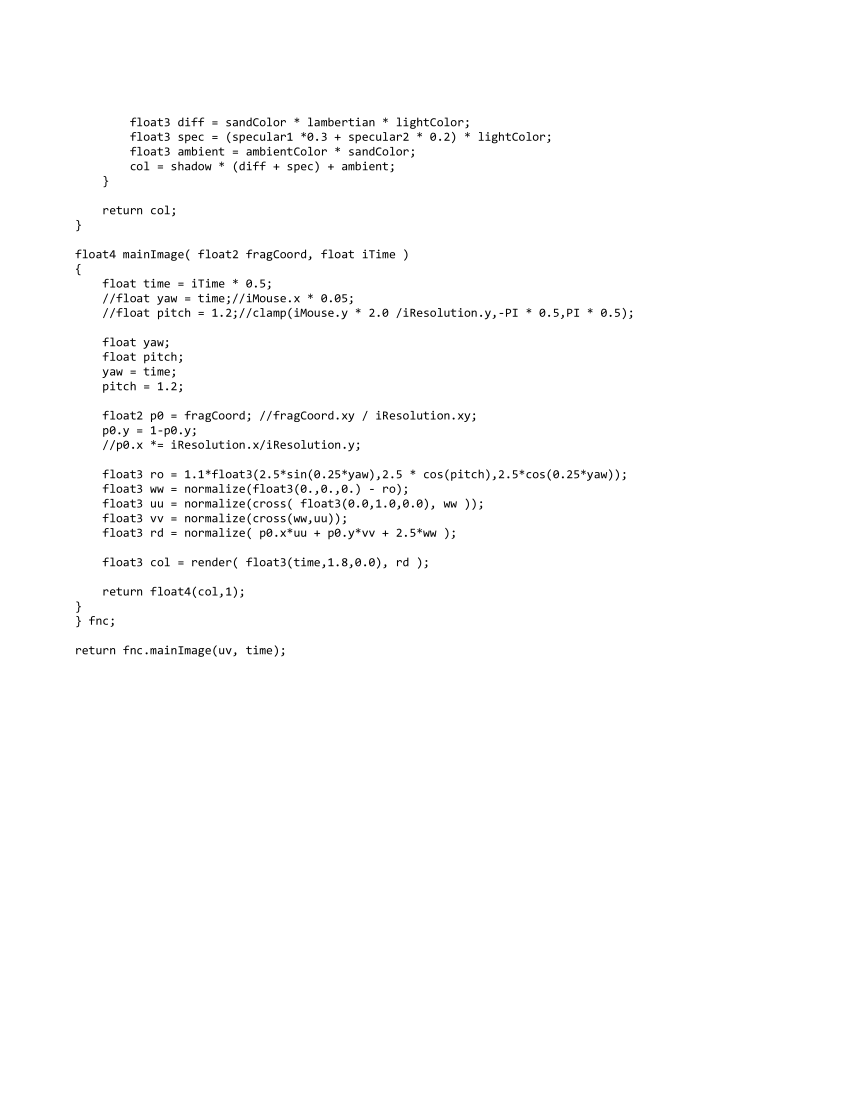 float3 diff = sandColor * lambertian * lightColor;
        float3 spec = (specular1 *0.3 + specular2 * 0.2) * lightColor;
        float3 ambient = ambientColor * sandColor;
        col = shadow * (diff + spec) + ambient;
    }

    return col;
}

float4 mainImage( float2 fragCoord, float iTime )
{
    float time = iTime * 0.5;
    //float yaw = time;//iMouse.x * 0.05;
    //float pitch = 1.2;//clamp(iMouse.y * 2.0 /iResolution.y,-PI * 0.5,PI * 0.5);

    float yaw;
    float pitch;
    yaw = time;
    pitch = 1.2;

    float2 p0 = fragCoord; //fragCoord.xy / iResolution.xy;
    p0.y = 1-p0.y;
    //p0.x *= iResolution.x/iResolution.y;

    float3 ro = 1.1*float3(2.5*sin(0.25*yaw),2.5 * cos(pitch),2.5*cos(0.25*yaw));
    float3 ww = normalize(float3(0.,0.,0.) - ro);
    float3 uu = normalize(cross( float3(0.0,1.0,0.0), ww ));
    float3 vv = normalize(cross(ww,uu));
    float3 rd = normalize( p0.x*uu + p0.y*vv + 2.5*ww );

    float3 col = render( float3(time,1.8,0.0), rd );

    return float4(col,1);
}
} fnc;

return fnc.mainImage(uv, time);